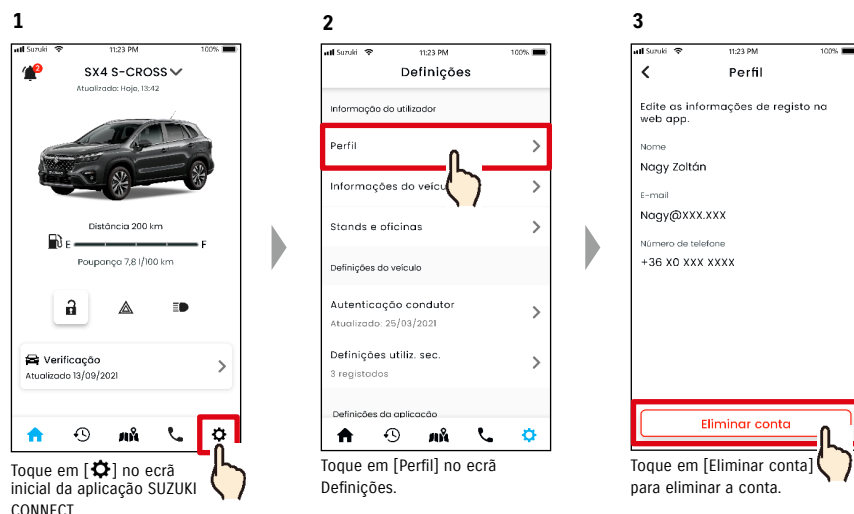 1
Suzuki 11:23 PM 100%
2
SX4 S-CROSS
Atualizado: Hoje, 13:42
Distância 200 km
E F
Poupança 7,8 l/100 km
Verificação
Atualizado 13/09/2021
Toque em [ ] no ecrã
inicial da aplicação SUZUKI
CONNECT
2
Suzuki 11:23 PM 100%
Definições
Informação do utilizador
Perfil
Informações do veícu
Stands e oficinas
Definições do veículo
Autenticação condutor
Atualizado: 25/03/2021
Definições utiliz. sec.
3 registados
Definições da aplicação
Toque em [Perfil] no ecrã
Definições.
3
Suzuki 11:23 PM 100%
Perfil
Edite as informações de registo na
web app.
Nome
Nagy Zoltán
E-mail
Nagy@XXX.XXX
Número de telefone
+36 X0 XXX XXXX
Eliminar conta
Toque em [Eliminar conta]
para eliminar a conta.